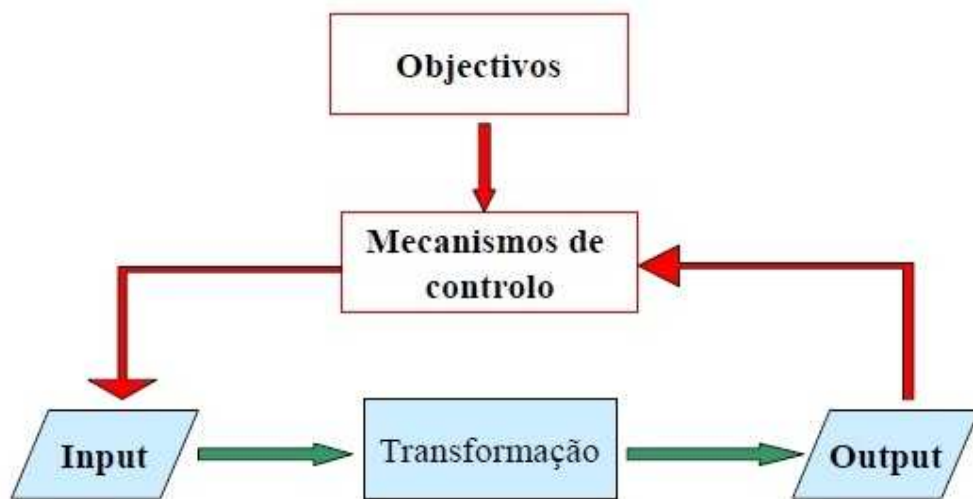 Objectivos
Mecanismos de
controlo
Input
Transformação
Output